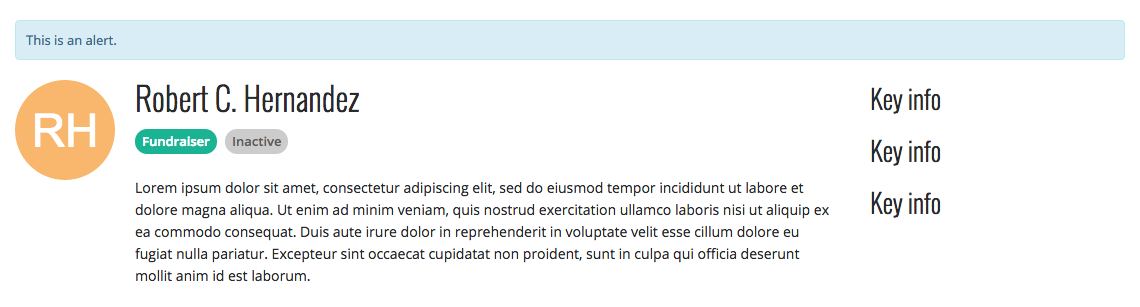 This is an alert.
RH
Robert C. Hernandez
Fundraiser Inactive
Lorem ipsum dolor sit amet, consectetur adipiscing elit, sed do eiusmod tempor incididunt ut labore et
dolore magna aliqua. Ut enim ad minim veniam, quis nostrud exercitation ullamco laboris nisi ut aliquip ex
ea commodo consequat. Duis aute irure dolor in reprehenderit in voluptate velit esse cillum dolore eu
fugiat nulla pariatur. Excepteur sint occaecat cupidatat non proident, sunt in culpa qui officia deserunt
mollit anim id est laborum.
Key info
Key info
Key info